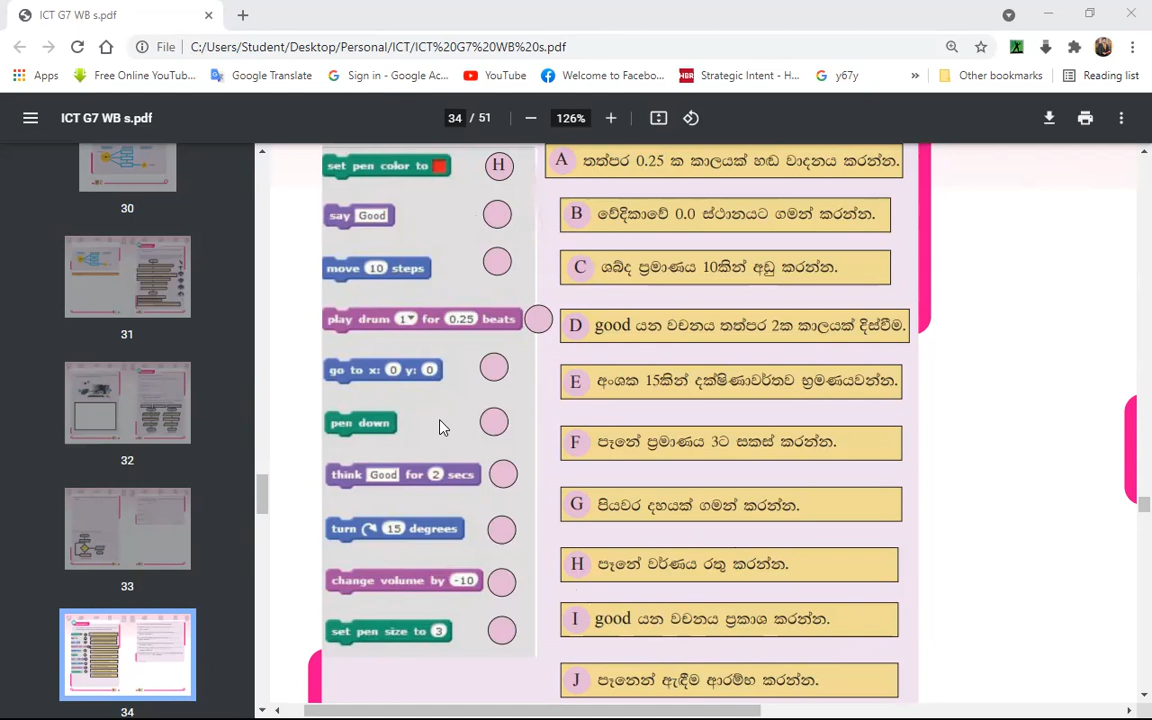 ICT G7 WB s.pdf
File C:/Users/Student/Desktop/Personal/ICT/ICT%20G7%20WB%20s.pdf
Apps Free Online YouTub... Google Translate Sign in - Google Ac... YouTube Welcome to Facebo... HBR Strategic Intent - H... y67y » Other bookmarks Reading list
ICT G7 WB s.pdf 34 / 51 126%
30
31
32
33
34
set pen color to H
A තත්පර 0.25 ක කාලයක් හඬ වාදනය කරන්න.
say Good
B වේදිකාවේ 0.0 ස්ථානයට ගමන් කරන්න.
move 10 steps
C ශබ්ද ප්‍රමාණය 10කින් අඩු කරන්න.
play drum 1 for 0.25 beats
D good යන වචනය තත්පර 2ක කාලයක් දිස්වීම.
go to x: 0 y: 0
E අංශක 15කින් දක්ෂිණාවර්තව භ්‍රමණයවන්න.
pen down
F පෑනේ ප්‍රමාණය 3ට සකස් කරන්න.
think Good for 2 secs
G පියවර දහයක් ගමන් කරන්න.
turn 15 degrees
H පෑනේ වර්ණය රතු කරන්න.
change volume by -10
I good යන වචනය ප්‍රකාශ කරන්න.
set pen size to 3
J පෑනෙන් ඇඳීම ආරම්භ කරන්න.